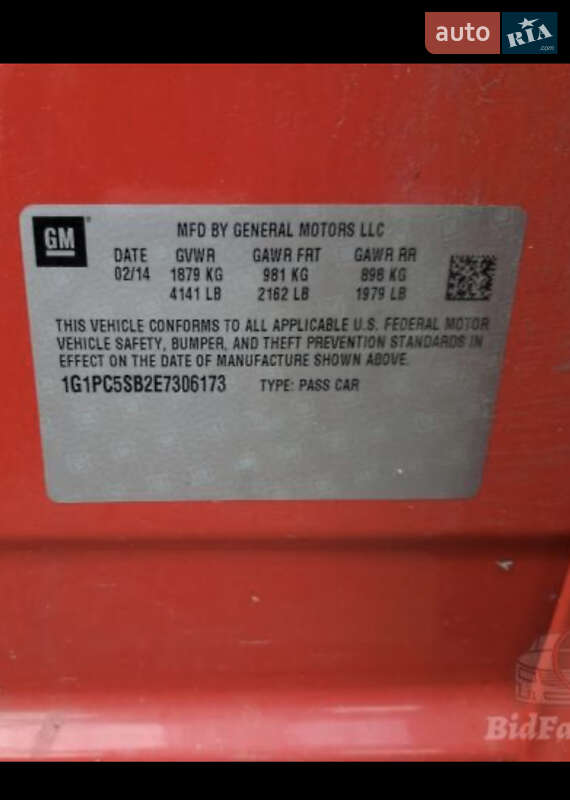 auto RIA
.com
GM
MFD BY GENERAL MOTORS LLC
DATE GVWR GAWR FRT GAWR RR
02/14 1879 KG 981 KG 898 KG
4141 LB 2162 LB 1979 LB
THIS VEHICLE CONFORMS TO ALL APPLICABLE U.S. FEDERAL MOTOR
VEHICLE SAFETY, BUMPER, AND THEFT PREVENTION STANDARDS IN
EFFECT ON THE DATE OF MANUFACTURE SHOWN ABOVE.
1G1PC5SB2E7306173 TYPE: PASS CAR
BidFa